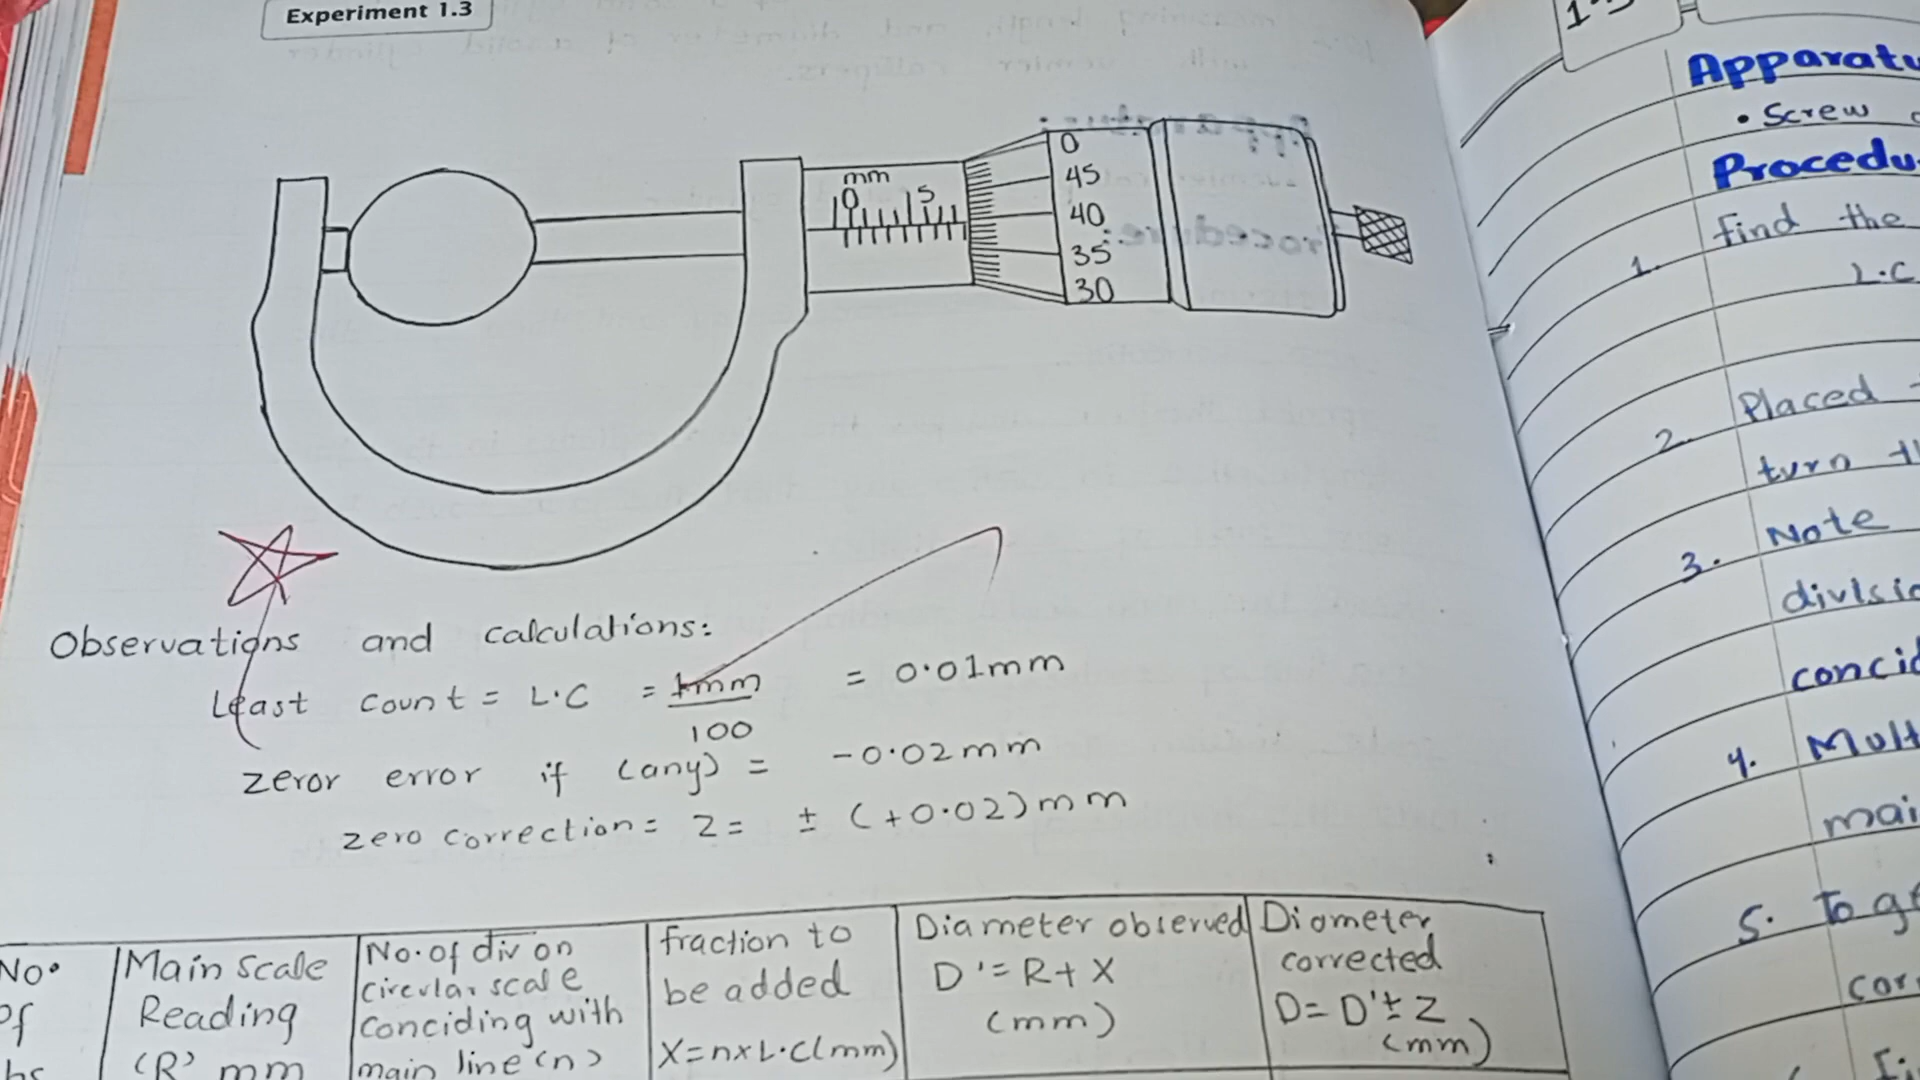 Experiment 1.3
mm
0 5
0
45
40
35
30
Observations and calculations:
Least count = L.C = 1mm/100 = 0.01mm
zeror error if (any) = -0.02mm
zero correction = Z = ± (+0.02)mm
No.
of
Main scale
Reading
(R) mm
No. of div on
circular scale
conciding with
main line (n)
fraction to
be added
X=n×L.C(mm)
Diameter observed
D'=R+X
(mm)
Diometer
corrected
D=D'±Z
(mm)
Apparatu
• Screw
Procedu
1. Find the
L.C
2. Placed
turn
3. Note
divisio
concid
4. Mult
mai
5. To ge
cor